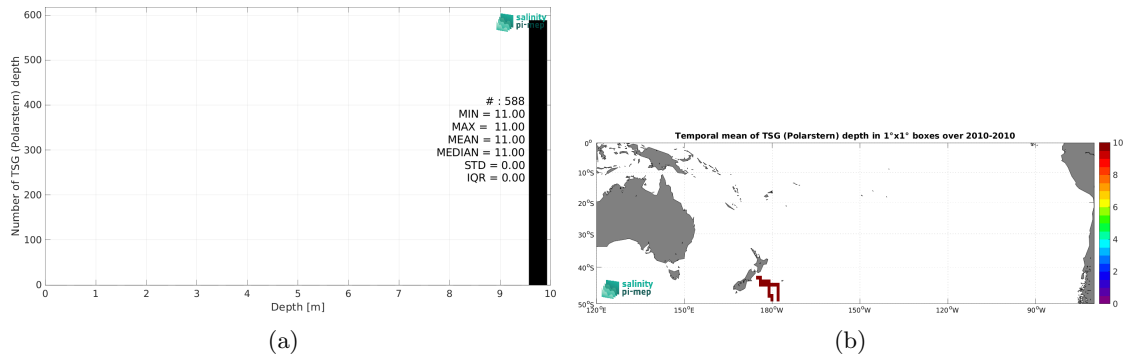 600
500
400
300
200
100
0
Number of TSG (Polarstern) depth
salinity
pi-mep
# : 588
MIN = 11.00
MAX = 11.00
MEAN = 11.00
MEDIAN = 11.00
STD = 0.00
IQR = 0.00
0 1 2 3 4 5 6 7 8 9 10
Depth [m]
(a)
Temporal mean of TSG (Polarstern) depth in 1°x1° boxes over 2010-2010
0°
10°S
20°S
30°S
40°S
50°S
120°E 150°E 180°W 150°W 120°W 90°W
salinity
pi-mep
10
8
6
4
2
0
(b)